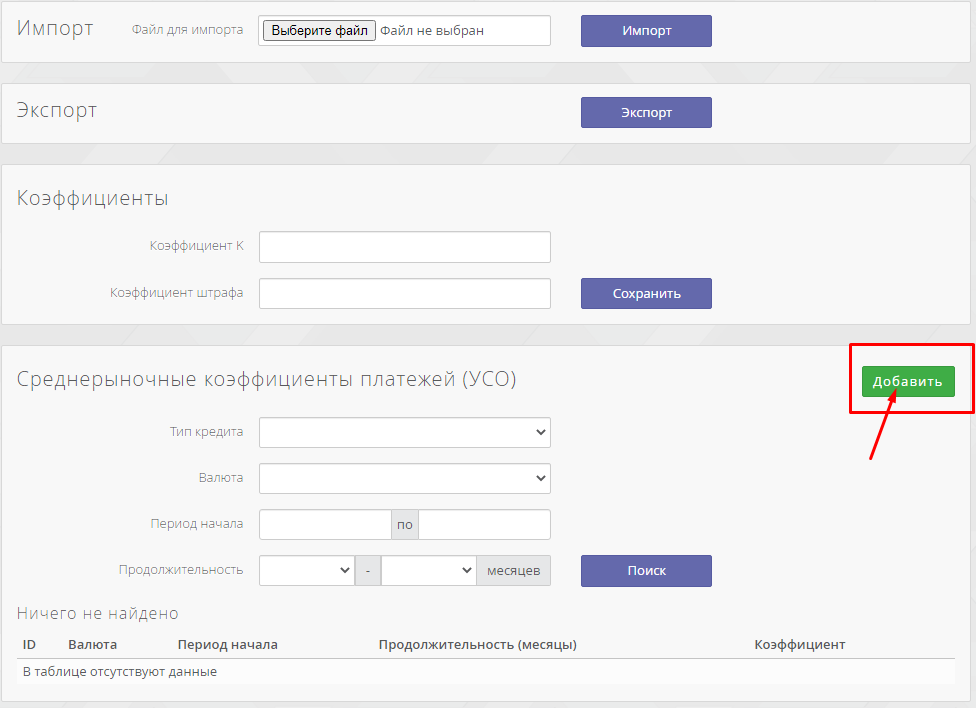 Импорт Файл для импорта Выберите файл Файл не выбран Импорт
Экспорт Экспорт
Коэффициенты
Коэффициент K
Коэффициент штрафа Сохранить
Среднерыночные коэффициенты платежей (УСО) Добавить
Тип кредита
Валюта
Период начала по
Продолжительность - месяцев Поиск
Ничего не найдено
ID Валюта Период начала Продолжительность (месяцы) Коэффициент
В таблице отсутствуют данные